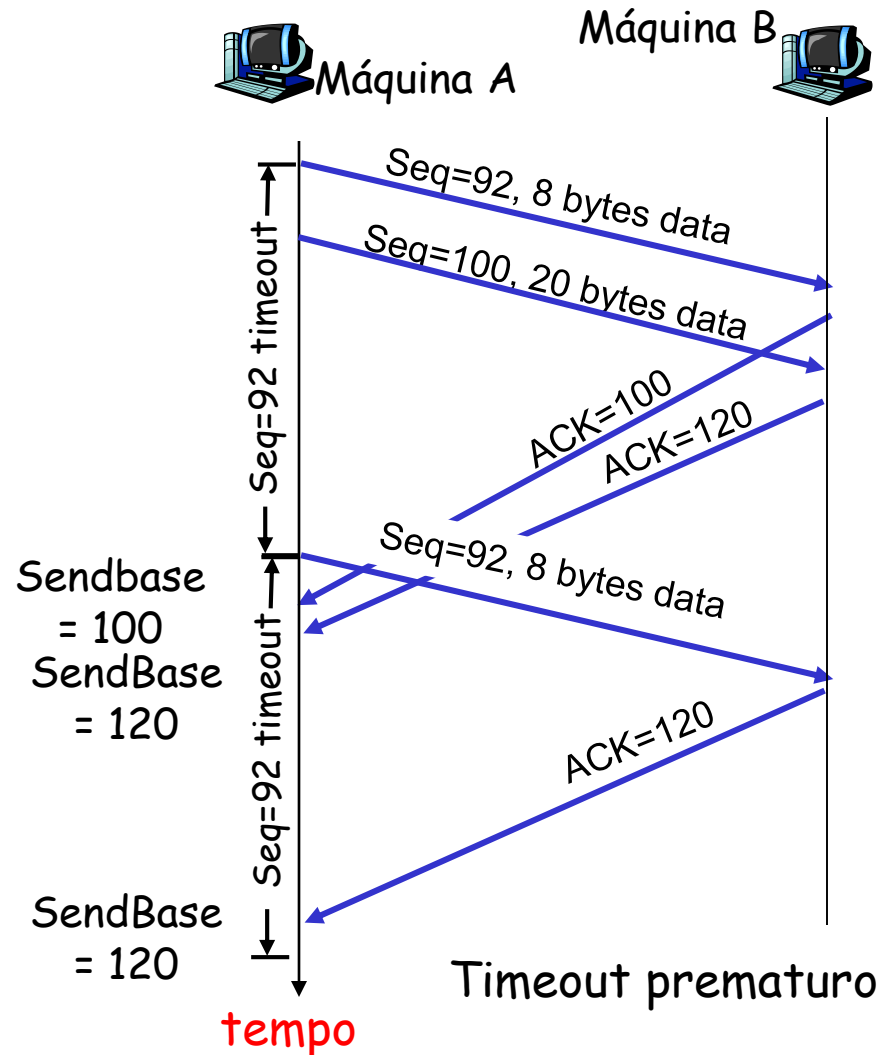 Máquina B
Máquina A
Seq=92, 8 bytes data
Seq=100, 20 bytes data
Seq=92 timeout
ACK=100
ACK=120
Seq=92, 8 bytes data
Sendbase
= 100
SendBase
= 120
Seq=92 timeout
ACK=120
SendBase
= 120
Timeout prematuro
tempo